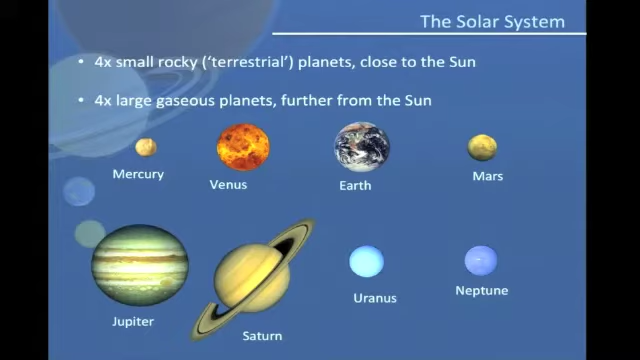 The Solar System
• 4x small rocky (‘terrestrial’) planets, close to the Sun
• 4x large gaseous planets, further from the Sun
Mercury
Venus
Earth
Mars
Jupiter
Saturn
Uranus
Neptune